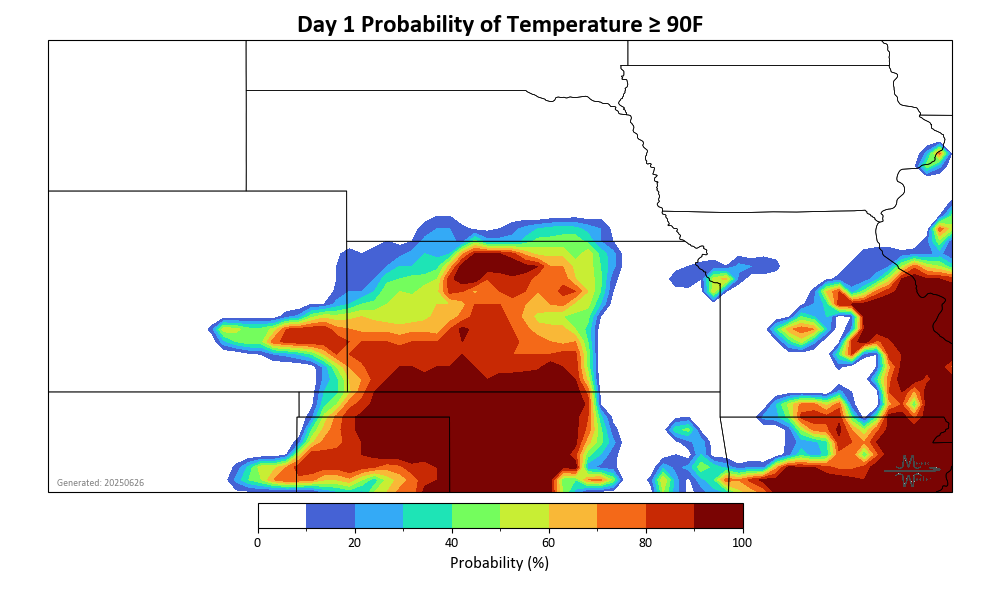 Day 1 Probability of Temperature ≥ 90F
Generated: 20250626
0 20 40 60 80 100
Probability (%)